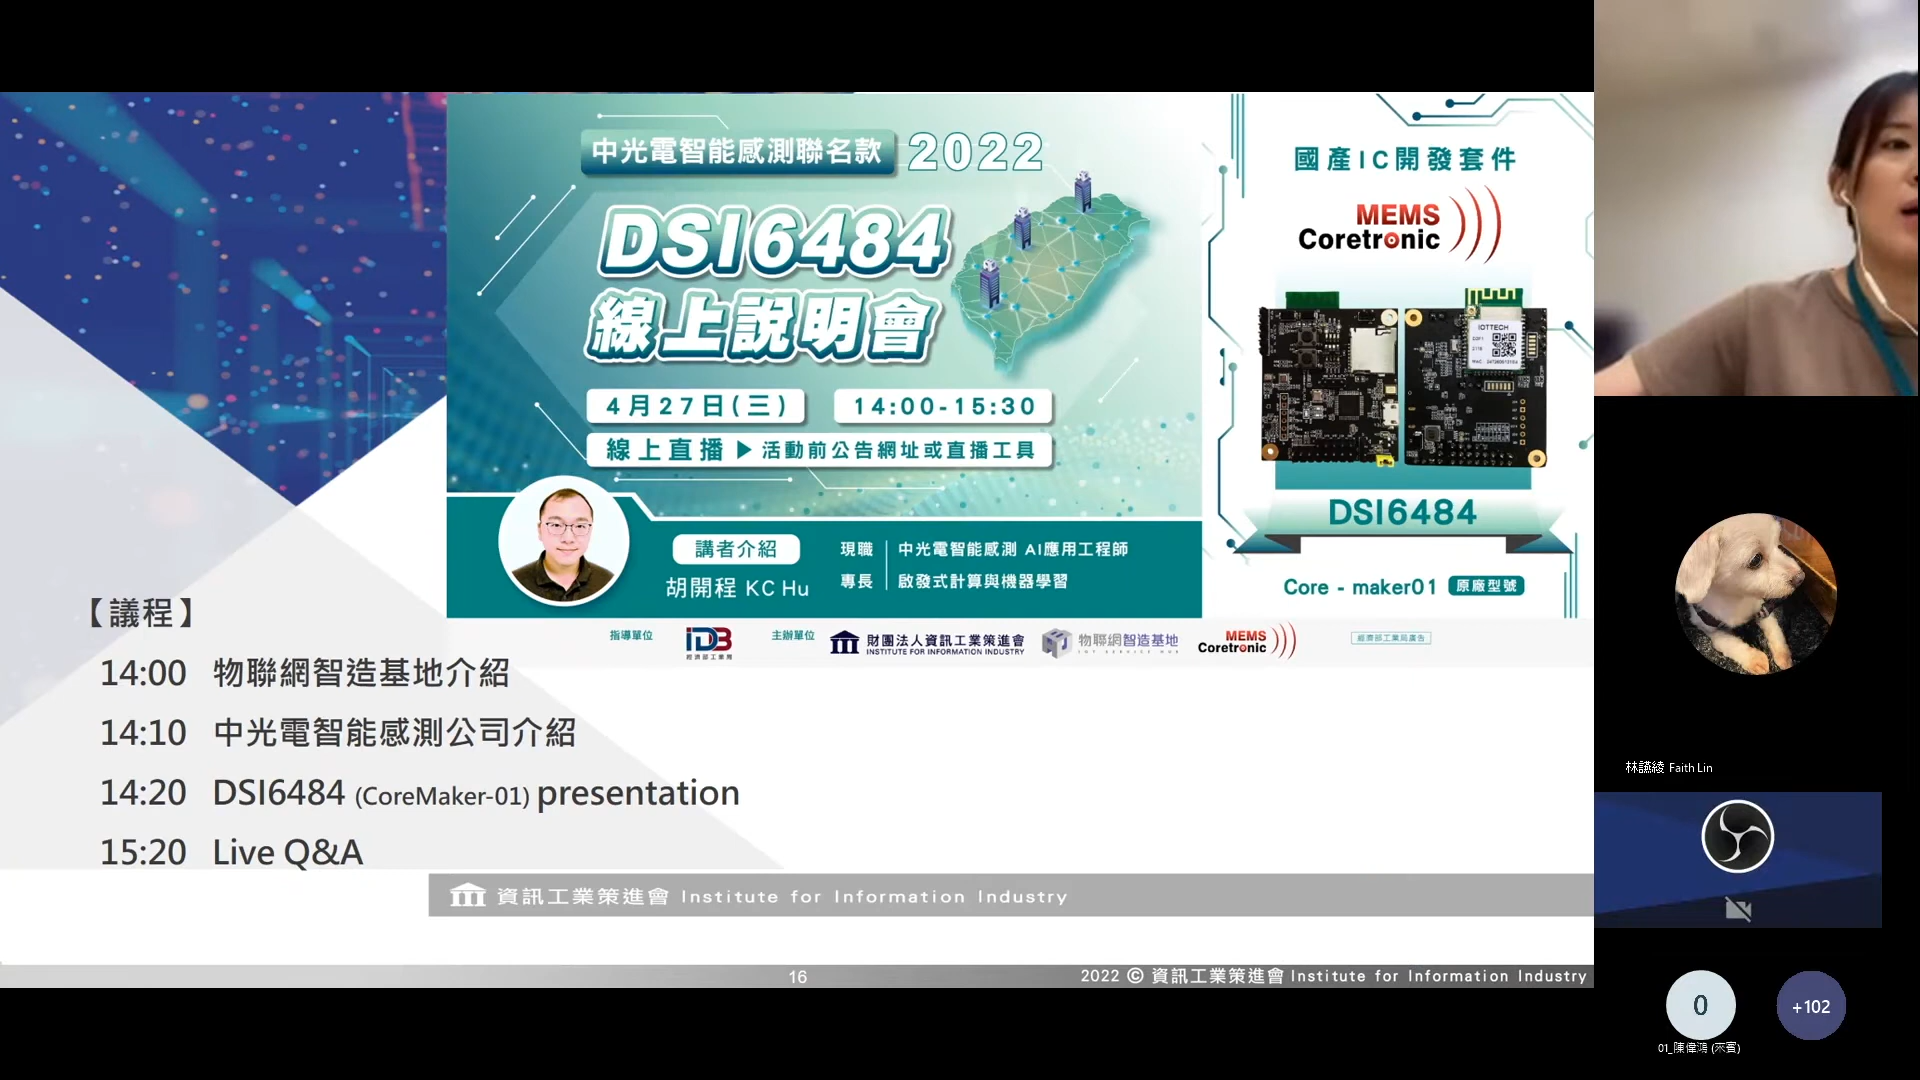 中光電智能感測聯名款 2022
DSI6484
線上說明會
4月27日(三) 14:00-15:30
線上直播 ▶ 活動前公告網址或直播工具
講者介紹
胡開程 KC Hu
現職 中光電智能感測 AI應用工程師
專長 啟發式計算與機器學習
國產IC開發套件
MEMS
Coretronic
IOTTECH
DSI6484
Core - maker01 原廠型號
指導單位 IDB 經濟部工業局 主辦單位 財團法人資訊工業策進會 INSTITUTE FOR INFORMATION INDUSTRY 物聯網智造基地 IOT SERVICE HUB MEMS Coretronic 經濟部工業局廣告
【議程】
14:00 物聯網智造基地介紹
14:10 中光電智能感測公司介紹
14:20 DSI6484 (CoreMaker-01) presentation
15:20 Live Q&A
資訊工業策進會 Institute for Information Industry
16
2022 © 資訊工業策進會 Institute for Information Industry
林讌綾 Faith Lin
0
+102
01_陳偉鴻 (來賓)